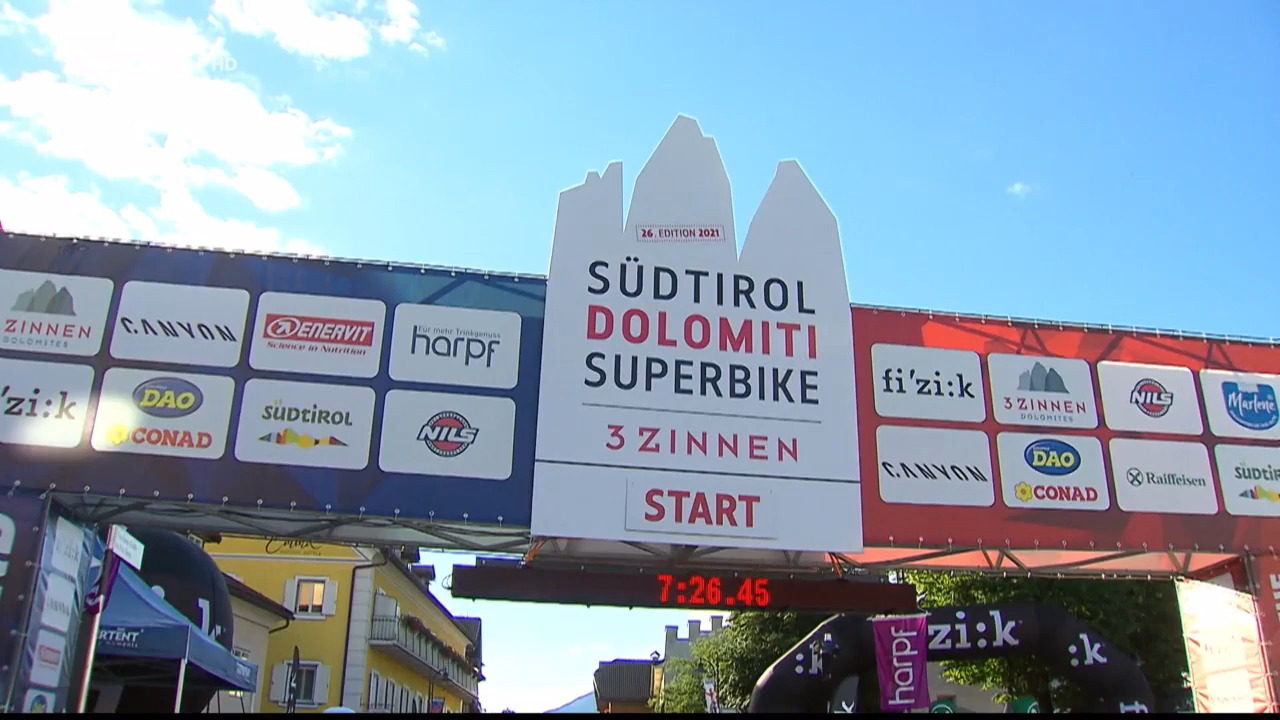 HD
26. EDITION 2021
SÜDTIROL
DOLOMITI
SUPERBIKE
3 ZINNEN
START
7:26.45
ZINNEN
DOLOMITES
CANYON
ENERVIT
Science in Nutrition
Für mehr Trinkgenuss
harpf
fi'zi:k
DAO
CONAD
SÜDTIROL
NILS
fi'zi:k
3 ZINNEN
DOLOMITES
NILS
Marlene
CANYON
DAO
CONAD
Raiffeisen
harpf
zi:k
:k